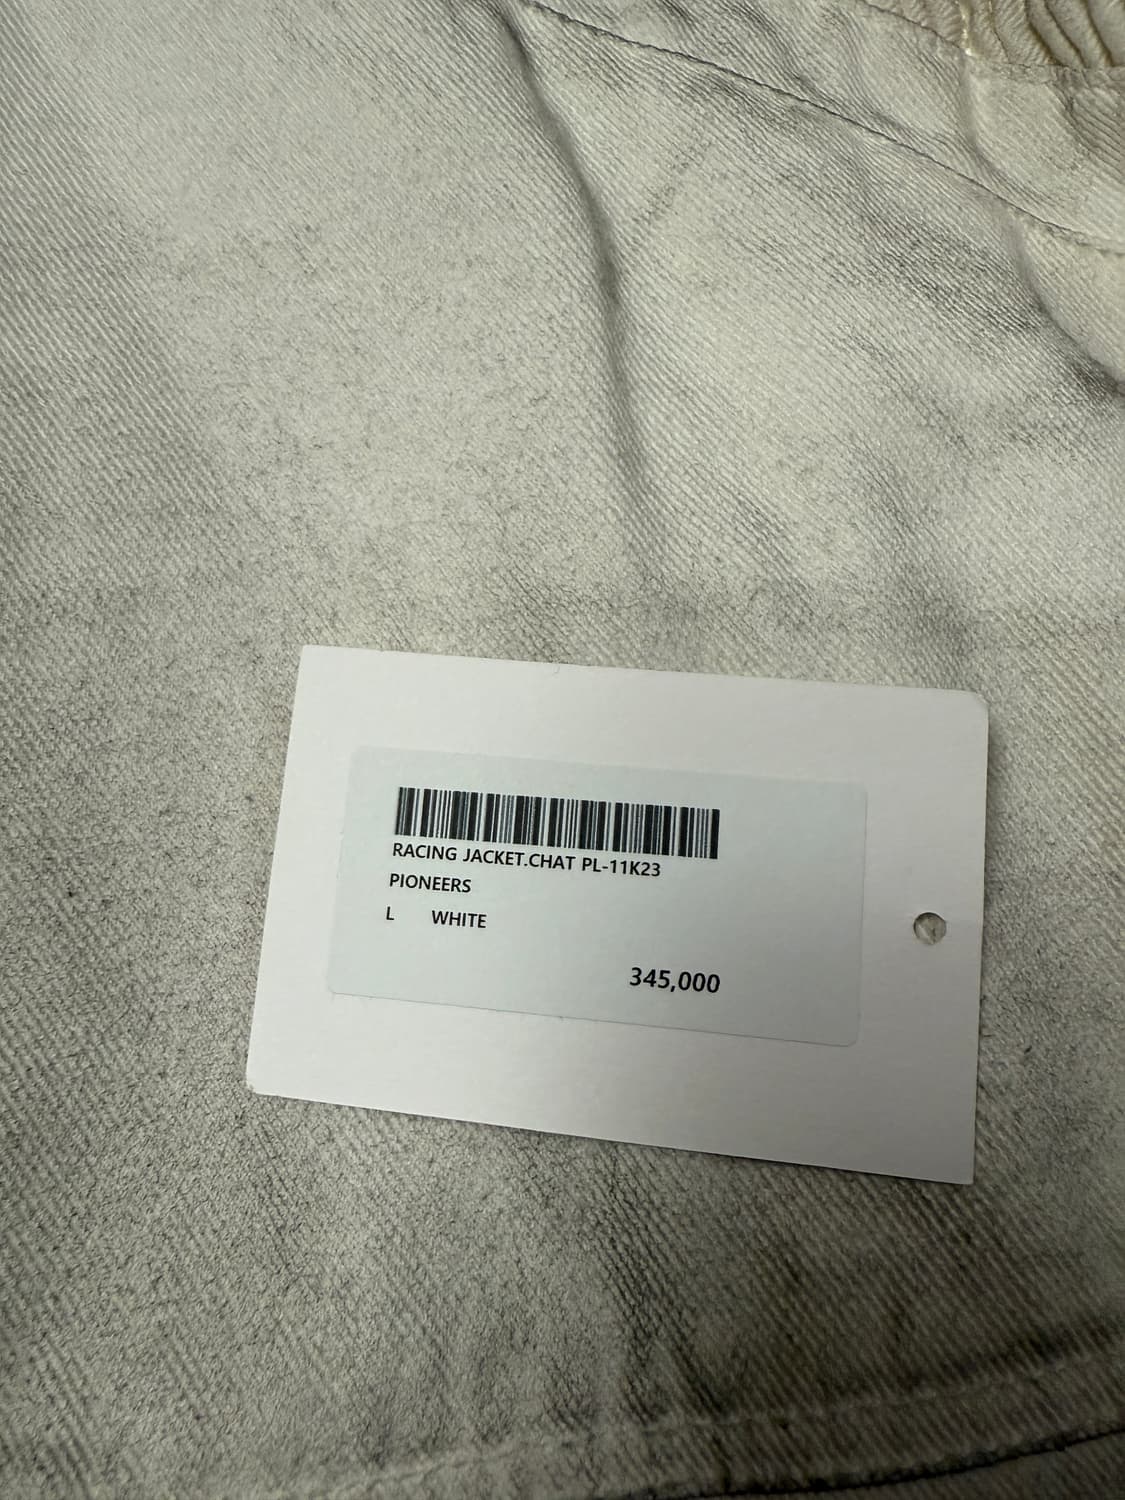 RACING JACKET.CHAT PL-11K23
PIONEERS
L WHITE
345,000